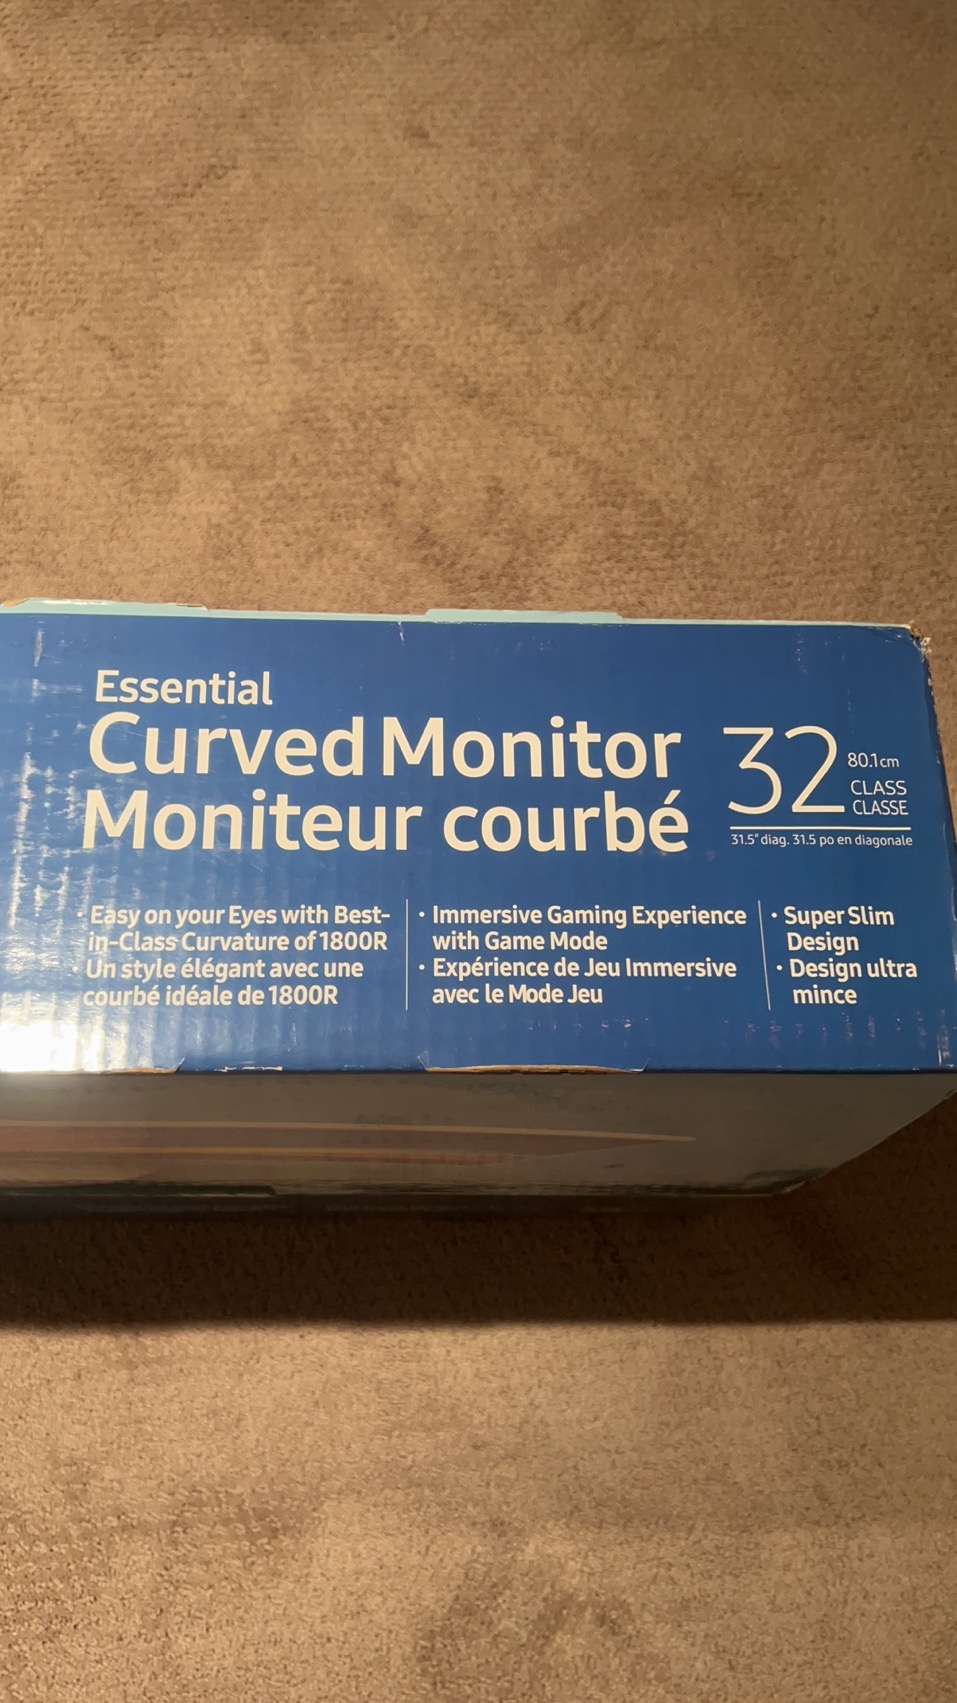 Essential
Curved Monitor
Moniteur courbé
32
80.1cm
CLASS
CLASSE
31.5" diag. 31.5 po en diagonale
· Easy on your Eyes with Best-
in-Class Curvature of 1800R
· Un style élégant avec une
courbé idéale de 1800R
· Immersive Gaming Experience
with Game Mode
· Expérience de Jeu Immersive
avec le Mode Jeu
· Super Slim
Design
· Design ultra
mince